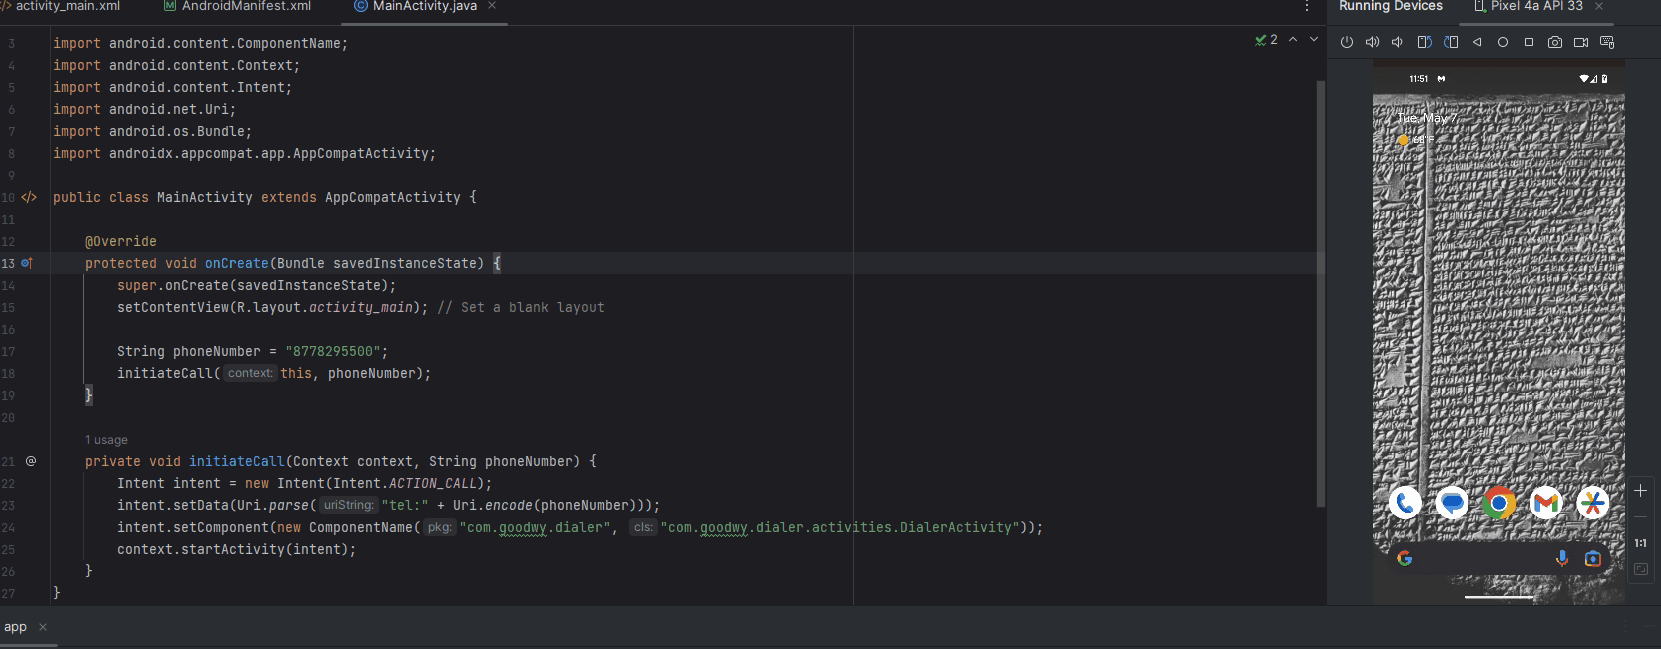 activity_main.xml
AndroidManifest.xml
MainActivity.java
Running Devices
Pixel 4a API 33
3 import android.content.ComponentName;
2
4 import android.content.Context;
5 import android.content.Intent;
6 import android.net.Uri;
7 import android.os.Bundle;
8 import androidx.appcompat.app.AppCompatActivity;
9
10 </> public class MainActivity extends AppCompatActivity {
11
12 @Override
13 protected void onCreate(Bundle savedInstanceState) {
14 super.onCreate(savedInstanceState);
15 setContentView(R.layout.activity_main); // Set a blank layout
16
17 String phoneNumber = "8778295500";
18 initiateCall( context: this, phoneNumber);
19 }
20
1 usage
21 @ private void initiateCall(Context context, String phoneNumber) {
22 Intent intent = new Intent(Intent.ACTION_CALL);
23 intent.setData(Uri.parse( uriString: "tel:" + Uri.encode(phoneNumber)));
24 intent.setComponent(new ComponentName( pkg: "com.goodwy.dialer", cls: "com.goodwy.dialer.activities.DialerActivity"));
25 context.startActivity(intent);
26 }
27 }
app
11:51
Tue, May 7
1:1